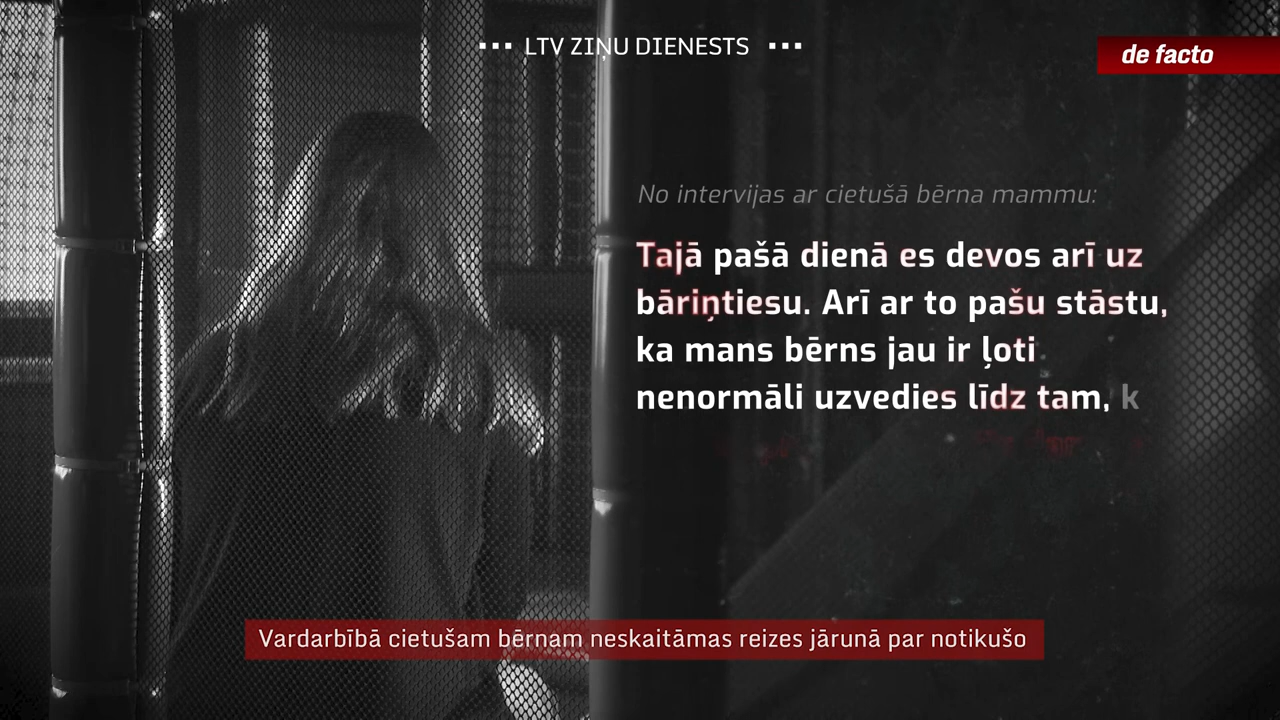 LTV ZIŅU DIENESTS
de facto
No intervijas ar cietušā bērna mammu:
Tajā pašā dienā es devos arī uz
bāriņtiesu. Arī ar to pašu stāstu,
ka mans bērns jau ir ļoti
nenormāli uzvedies līdz tam, k
Vardarbībā cietušam bērnam neskaitāmas reizes jārunā par notikušo